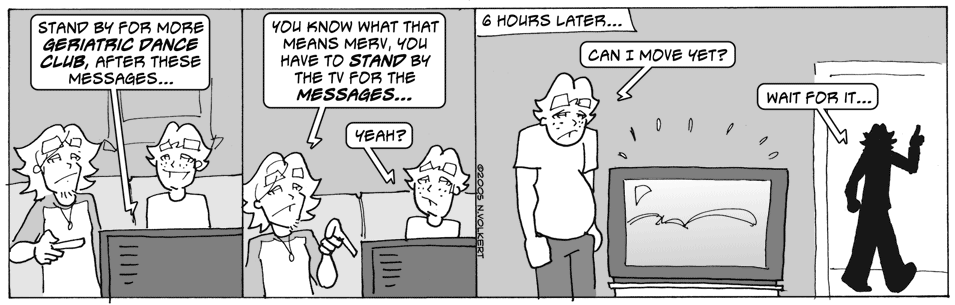 STAND BY FOR MORE
GERIATRIC DANCE
CLUB, AFTER THESE
MESSAGES...
YOU KNOW WHAT THAT
MEANS MERV, YOU
HAVE TO STAND BY
THE TV FOR THE
MESSAGES...
YEAH?
©2005 N.VOLKERT
6 HOURS LATER...
CAN I MOVE YET?
WAIT FOR IT...